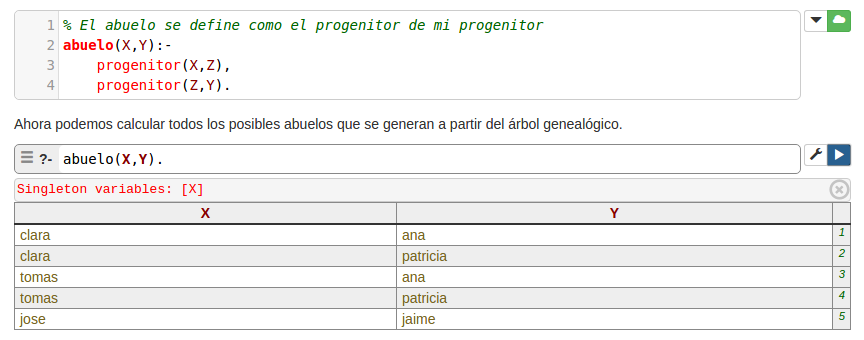 1 % El abuelo se define como el progenitor de mi progenitor
2 abuelo(X,Y):-
3 progenitor(X,Z),
4 progenitor(Z,Y).
Ahora podemos calcular todos los posibles abuelos que se generan a partir del árbol genealógico.
?- abuelo(X,Y).
Singleton variables: [X]
X Y
clara ana 1
clara patricia 2
tomas ana 3
tomas patricia 4
jose jaime 5